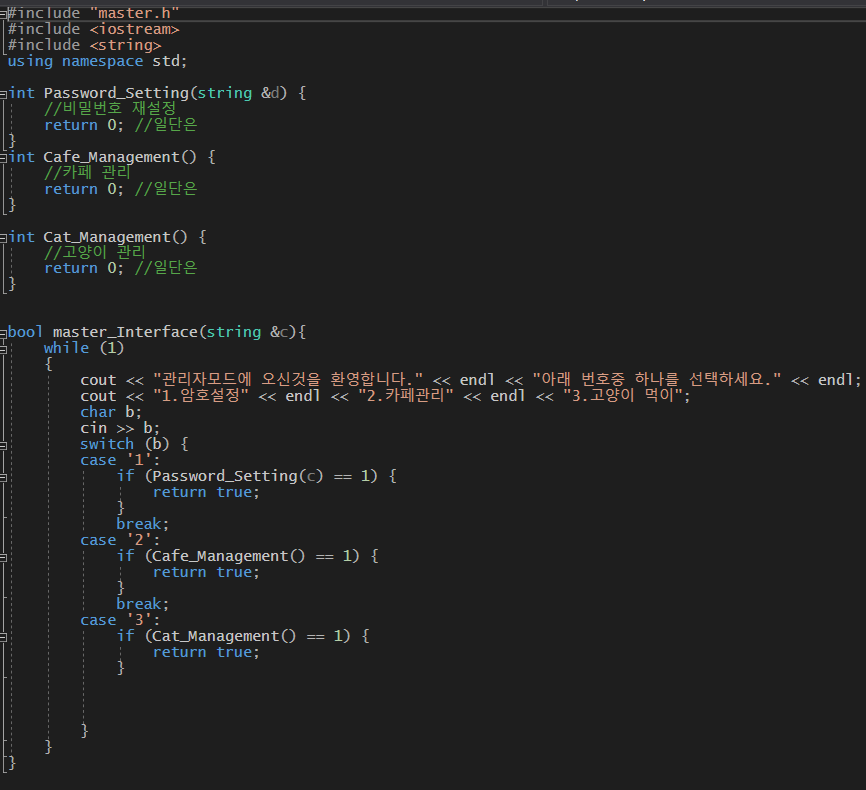 #include "master.h"
#include <iostream>
#include <string>
using namespace std;
int Password_Setting(string &d) {
//비밀번호 재설정
return 0; //일단은
}
int Cafe_Management() {
//카페 관리
return 0; //일단은
}
int Cat_Management() {
//고양이 관리
return 0; //일단은
}
bool master_Interface(string &c){
while (1)
{
cout << "관리자모드에 오신것을 환영합니다." << endl << "아래 번호중 하나를 선택하세요." << endl;
cout << "1.암호설정" << endl << "2.카페관리" << endl << "3.고양이 먹이";
char b;
cin >> b;
switch (b) {
case '1':
if (Password_Setting(c) == 1) {
return true;
}
break;
case '2':
if (Cafe_Management() == 1) {
return true;
}
break;
case '3':
if (Cat_Management() == 1) {
return true;
}
}
}
}